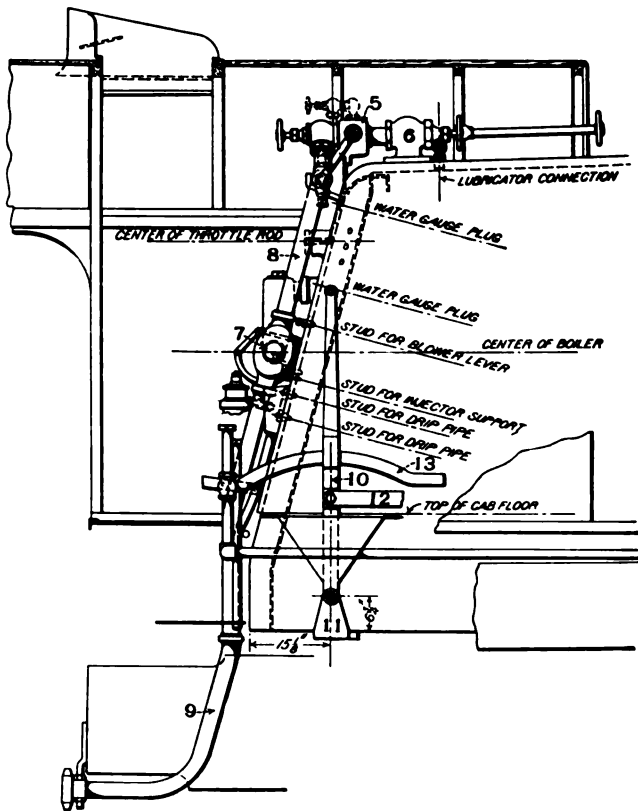 5
6
LUBRICATOR CONNECTION
WATER GAUGE PLUG
CENTER OF THROTTLE ROD
8
WATER GAUGE PLUG
7
STUD FOR BLOWER LEVER
CENTER OF BOILER
STUD FOR INJECTOR SUPPORT
STUD FOR DRIP PIPE
STUD FOR DRIP PIPE
13
10
2
TOP OF CAB FLOOR
11
9